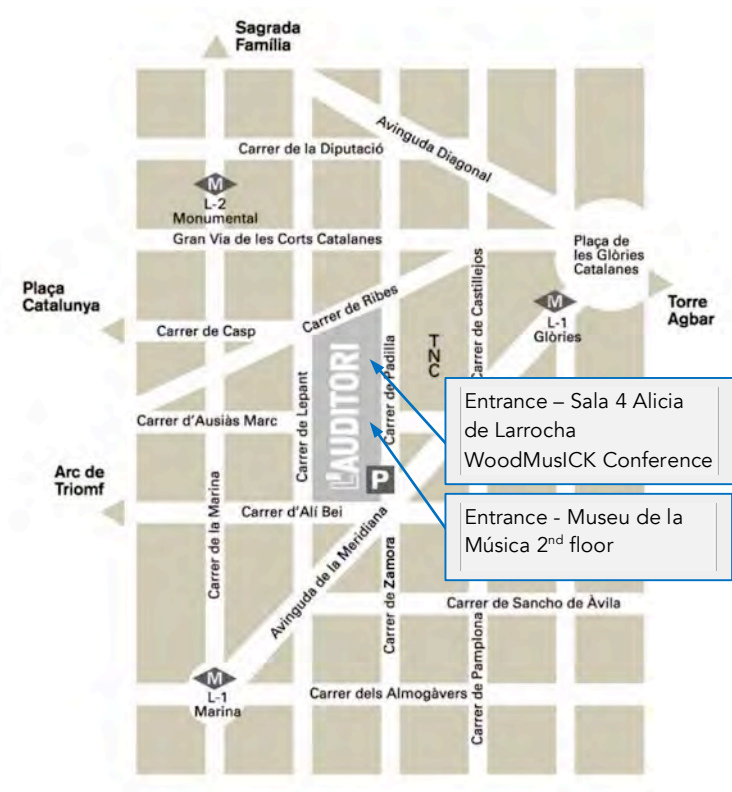 Sagrada
Família
Avinguda Diagonal
Carrer de la Diputació
M
L-2
Monumental
Gran Via de les Corts Catalanes
Plaça de
les Glòries
Catalanes
Plaça
Catalunya
Carrer de Ribes
Carrer de Castillejos
M
L-1
Glòries
Torre
Agbar
Carrer de Casp
TNC
Carrer de Padilla
L'AUDITORI
Carrer de Lepant
Entrance – Sala 4 Alicia
de Larrocha
WoodMusICK Conference
Carrer d'Ausiàs Marc
Arc de
Triomf
P
Carrer d'Alí Bei
Entrance - Museu de la
Música 2nd floor
Carrer de la Marina
Avinguda de la Meridiana
Carrer de Zamora
Carrer de Sancho de Àvila
Carrer de Pamplona
M
L-1
Marina
Carrer dels Almogàvers